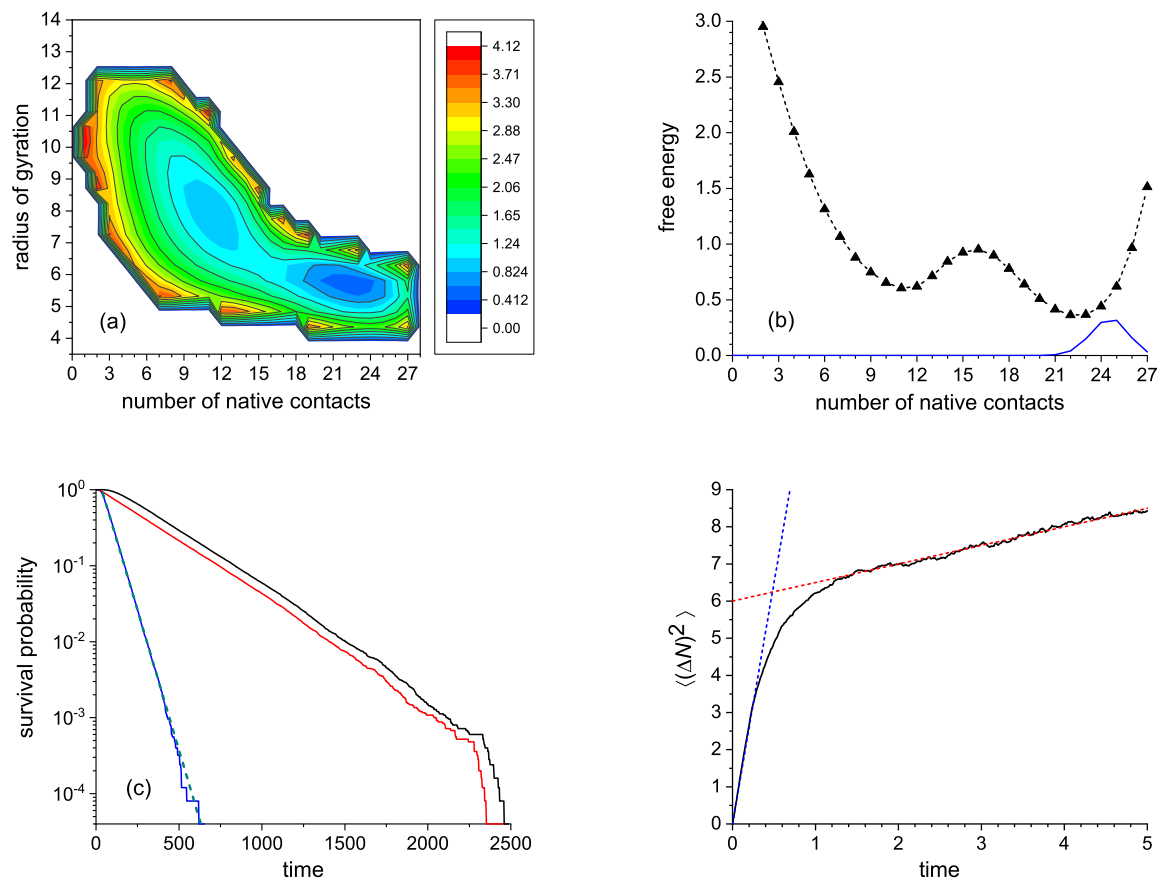 14
13
12
11
10
9
8
7
6
5
4
radius of gyration
(a)
0 3 6 9 12 15 18 21 24 27
number of native contacts
4.12
3.71
3.30
2.88
2.47
2.06
1.65
1.24
0.824
0.412
0.00
3.0
2.5
2.0
1.5
1.0
0.5
0.0
free energy
(b)
0 3 6 9 12 15 18 21 24 27
number of native contacts
10^0
10^-1
10^-2
10^-3
10^-4
survival probability
(c)
0 500 1000 1500 2000 2500
time
9
8
7
6
5
4
3
2
1
0
⟨(ΔN)^2⟩
0 1 2 3 4 5
time